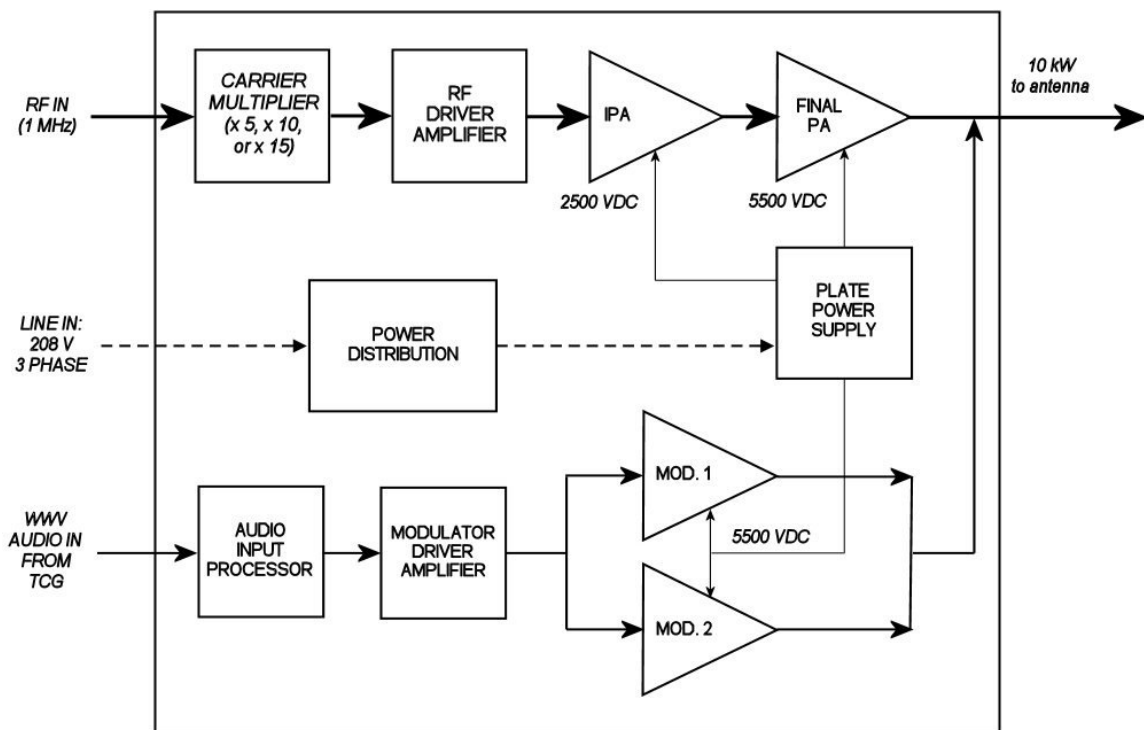 RF IN
(1 MHz)
CARRIER
MULTIPLIER
(x 5, x 10,
or x 15)
RF
DRIVER
AMPLIFIER
IPA
FINAL
PA
10 kW
to antenna
2500 VDC
5500 VDC
LINE IN:
208 V
3 PHASE
POWER
DISTRIBUTION
PLATE
POWER
SUPPLY
WWV
AUDIO IN
FROM
TCG
AUDIO
INPUT
PROCESSOR
MODULATOR
DRIVER
AMPLIFIER
MOD. 1
5500 VDC
MOD. 2